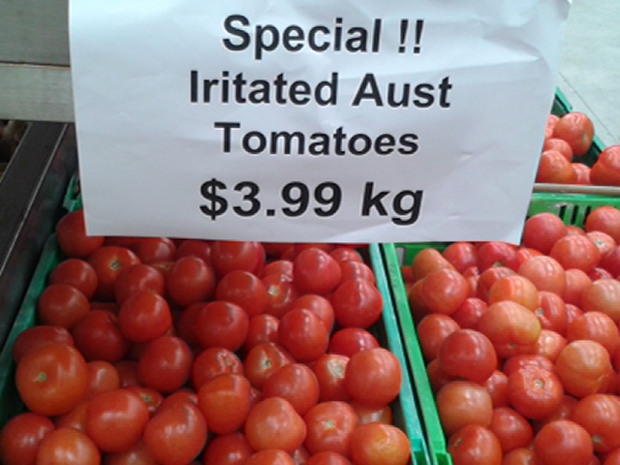 Special !!
Iritated Aust
Tomatoes
$3.99 kg